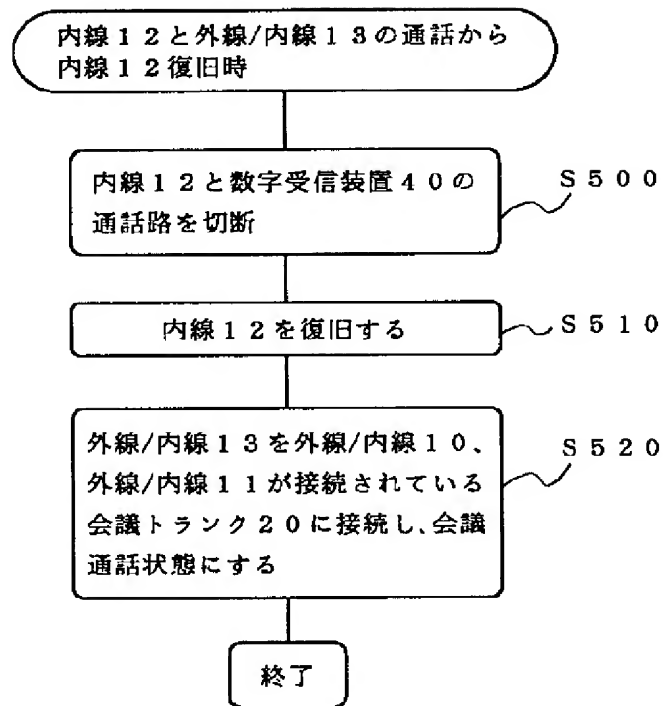 内線12と外線/内線13の通話から
内線12復旧時
内線12と数字受信装置40の
通話路を切断
S500
内線12を復旧する
S510
外線/内線13を外線/内線10、
外線/内線11が接続されている
会議トランク20に接続し、会議
通話状態にする
S520
終了